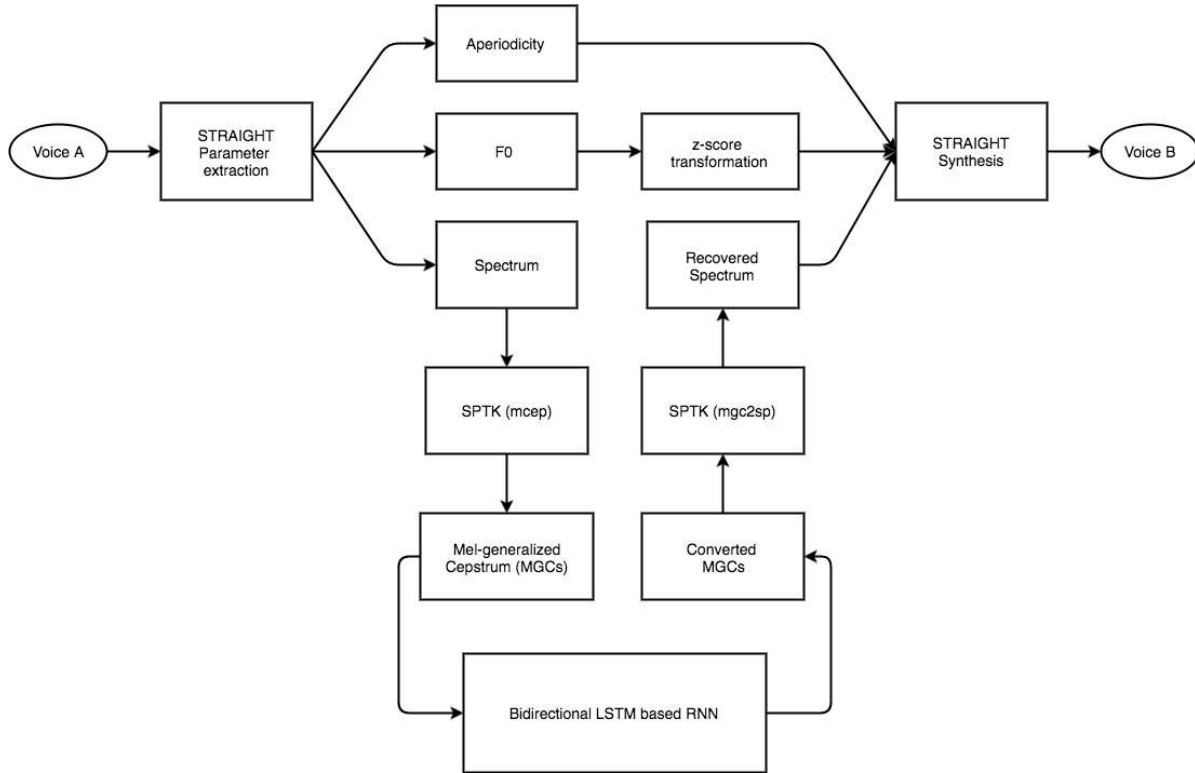 Aperiodicity
Voice A
STRAIGHT
Parameter
extraction
F0
z-score
transformation
STRAIGHT
Synthesis
Voice B
Spectrum
Recovered
Spectrum
SPTK (mcep)
SPTK (mgc2sp)
Mel-generalized
Cepstrum (MGCs)
Converted
MGCs
Bidirectional LSTM based RNN